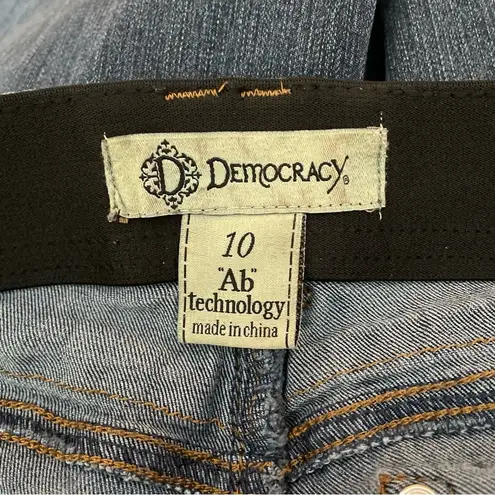 D DEMOCRACY®
10
"Ab"
technology
made in china